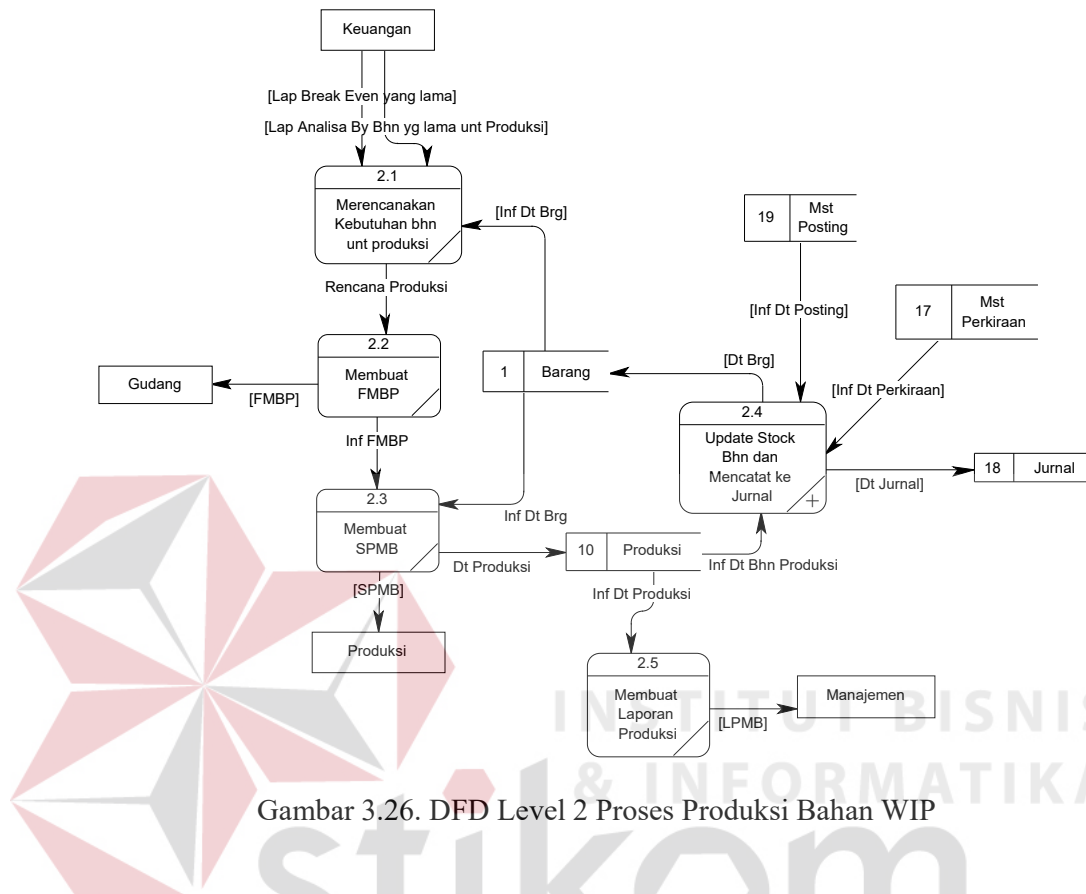 Keuangan
[Lap Break Even yang lama]
[Lap Analisa By Bhn yg lama unt Produksi]
2.1
Merencanakan
Kebutuhan bhn
unt produksi
[Inf Dt Brg]
19
Mst
Posting
Rencana Produksi
[Inf Dt Posting]
17
Mst
Perkiraan
2.2
Membuat
FMBP
Gudang
[FMBP]
1
Barang
[Dt Brg]
[Inf Dt Perkiraan]
2.4
Update Stock
Bhn dan
Mencatat ke
Jurnal
Inf FMBP
[Dt Jurnal]
18
Jurnal
2.3
Membuat
SPMB
Inf Dt Brg
Dt Produksi
10
Produksi
Inf Dt Bhn Produksi
[SPMB]
Inf Dt Produksi
Produksi
2.5
Membuat
Laporan
Produksi
[LPMB]
Manajemen
INSTITUT BISNIS
& INFORMATIKA
Gambar 3.26. DFD Level 2 Proses Produksi Bahan WIP
stikom